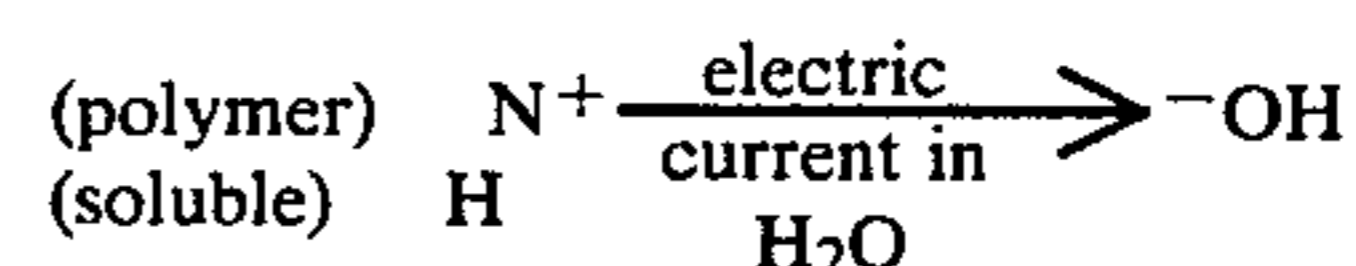 electric
(polymer) N+ −OH
current in
(soluble) H
H2O